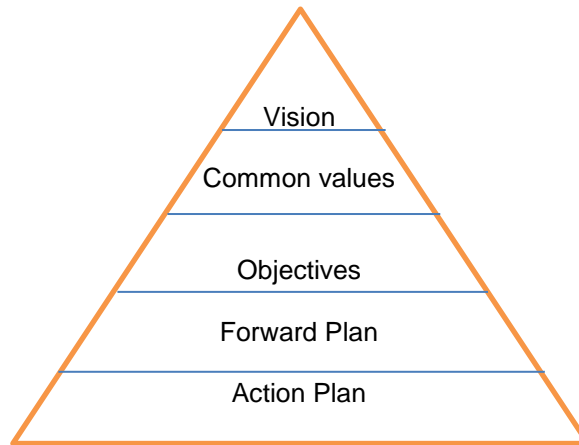 Vision
Common values
Objectives
Forward Plan
Action Plan